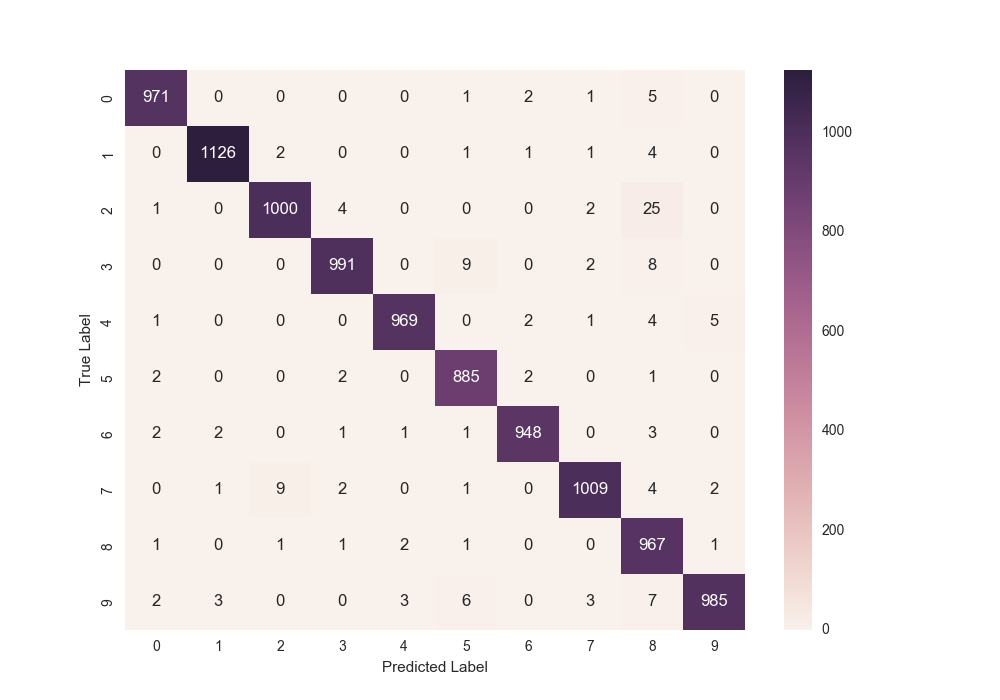 0 971 0 0 0 0 1 2 1 5 0
1 0 1126 2 0 0 1 1 1 4 0
2 1 0 1000 4 0 0 0 2 25 0
3 0 0 0 991 0 9 0 2 8 0
4 1 0 0 0 969 0 2 1 4 5
5 2 0 0 2 0 885 2 0 1 0
6 2 2 0 1 1 1 948 0 3 0
7 0 1 9 2 0 1 0 1009 4 2
8 1 0 1 1 2 1 0 0 967 1
9 2 3 0 0 3 6 0 3 7 985
0 1 2 3 4 5 6 7 8 9
Predicted Label
True Label
1000
800
600
400
200
0